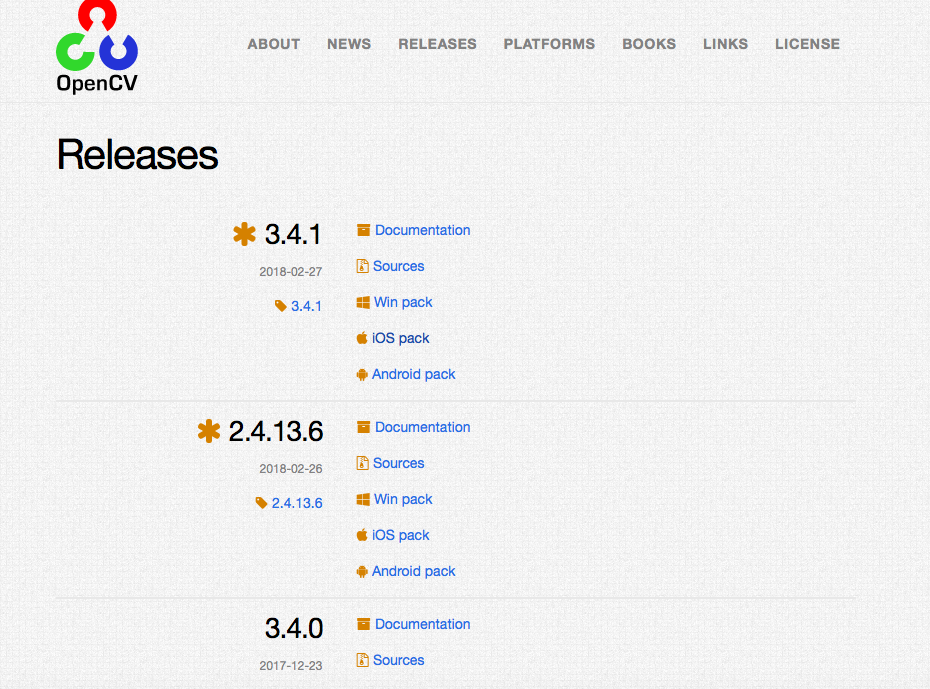 ABOUT NEWS RELEASES PLATFORMS BOOKS LINKS LICENSE
OpenCV
Releases
3.4.1
2018-02-27
3.4.1
Documentation
Sources
Win pack
iOS pack
Android pack
2.4.13.6
2018-02-26
2.4.13.6
Documentation
Sources
Win pack
iOS pack
Android pack
3.4.0
2017-12-23
Documentation
Sources